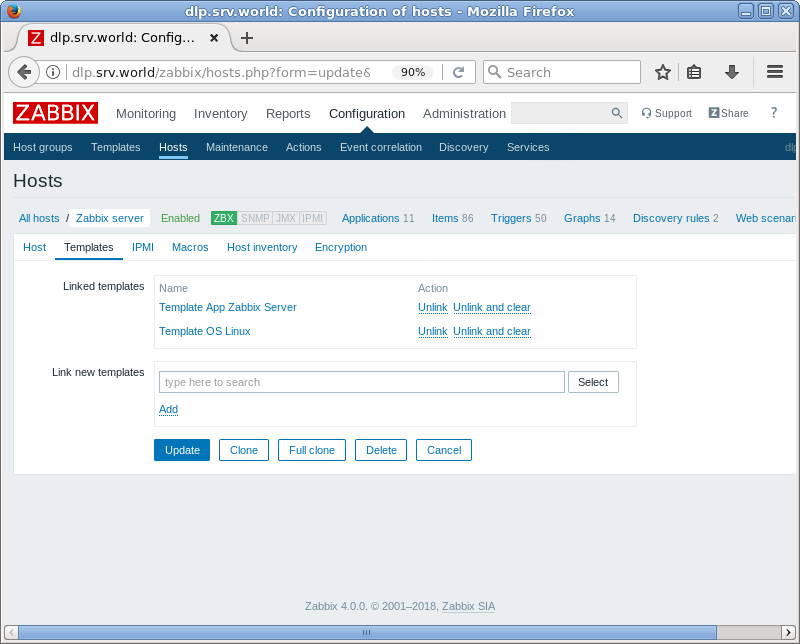 dlp.srv.world: Configuration of hosts - Mozilla Firefox
Z dlp.srv.world: Config... × +
dlp.srv.world/zabbix/hosts.php?form=update& 90% Search
ZABBIX Monitoring Inventory Reports Configuration Administration Support Z Share ?
Host groups Templates Hosts Maintenance Actions Event correlation Discovery Services dlp
Hosts
All hosts / Zabbix server Enabled ZBX SNMP JMX IPMI Applications 11 Items 86 Triggers 50 Graphs 14 Discovery rules 2 Web scenari
Host Templates IPMI Macros Host inventory Encryption
Linked templates Name Action
Template App Zabbix Server Unlink Unlink and clear
Template OS Linux Unlink Unlink and clear
Link new templates type here to search Select
Add
Update Clone Full clone Delete Cancel
Zabbix 4.0.0. © 2001–2018, Zabbix SIA